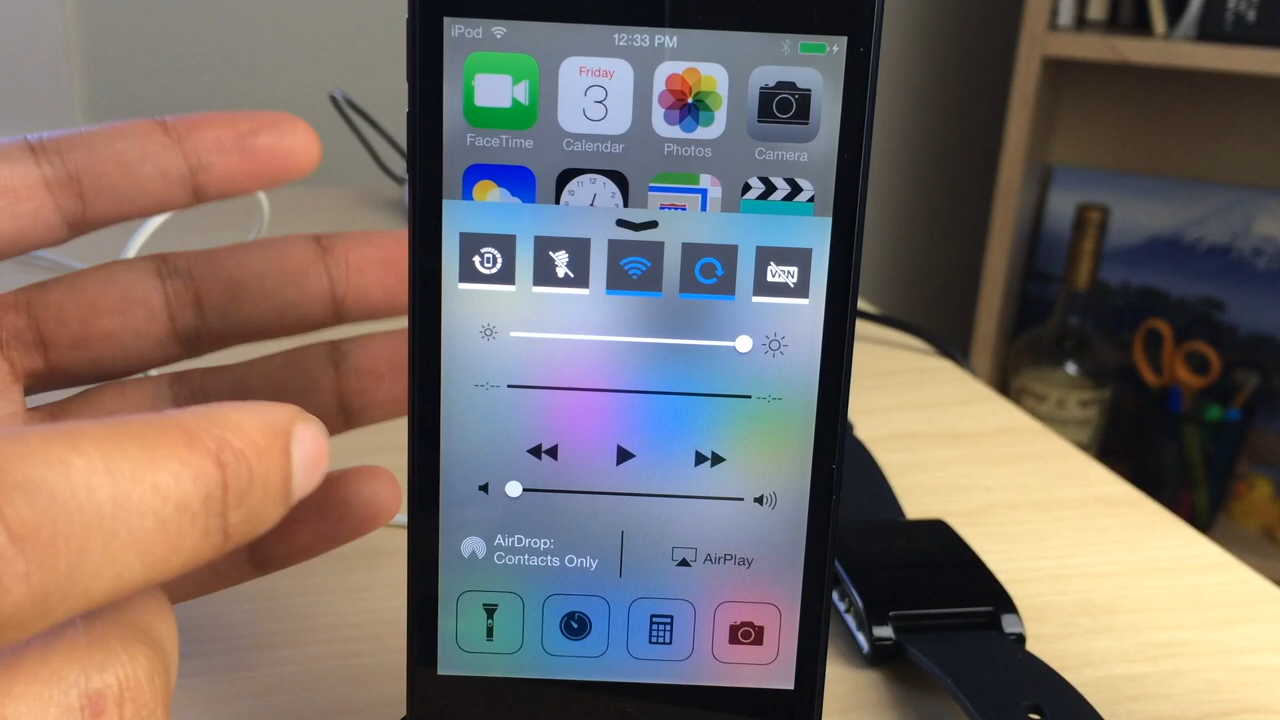 iPod 12:33 PM
Friday
3
FaceTime Calendar Photos Camera
VPN
--:-- --:--
AirDrop:
Contacts Only
AirPlay